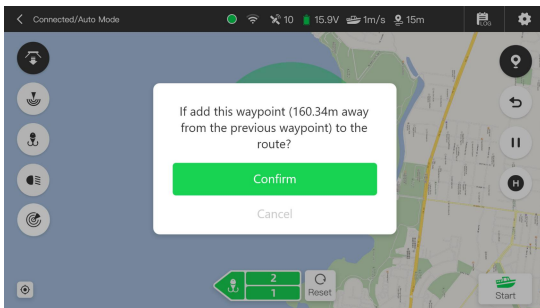 Connected/Auto Mode
10
15.9V
1m/s
15m
LOG
If add this waypoint (160.34m away
from the previous waypoint) to the
route?
Confirm
Cancel
H
2
1
Reset
Start